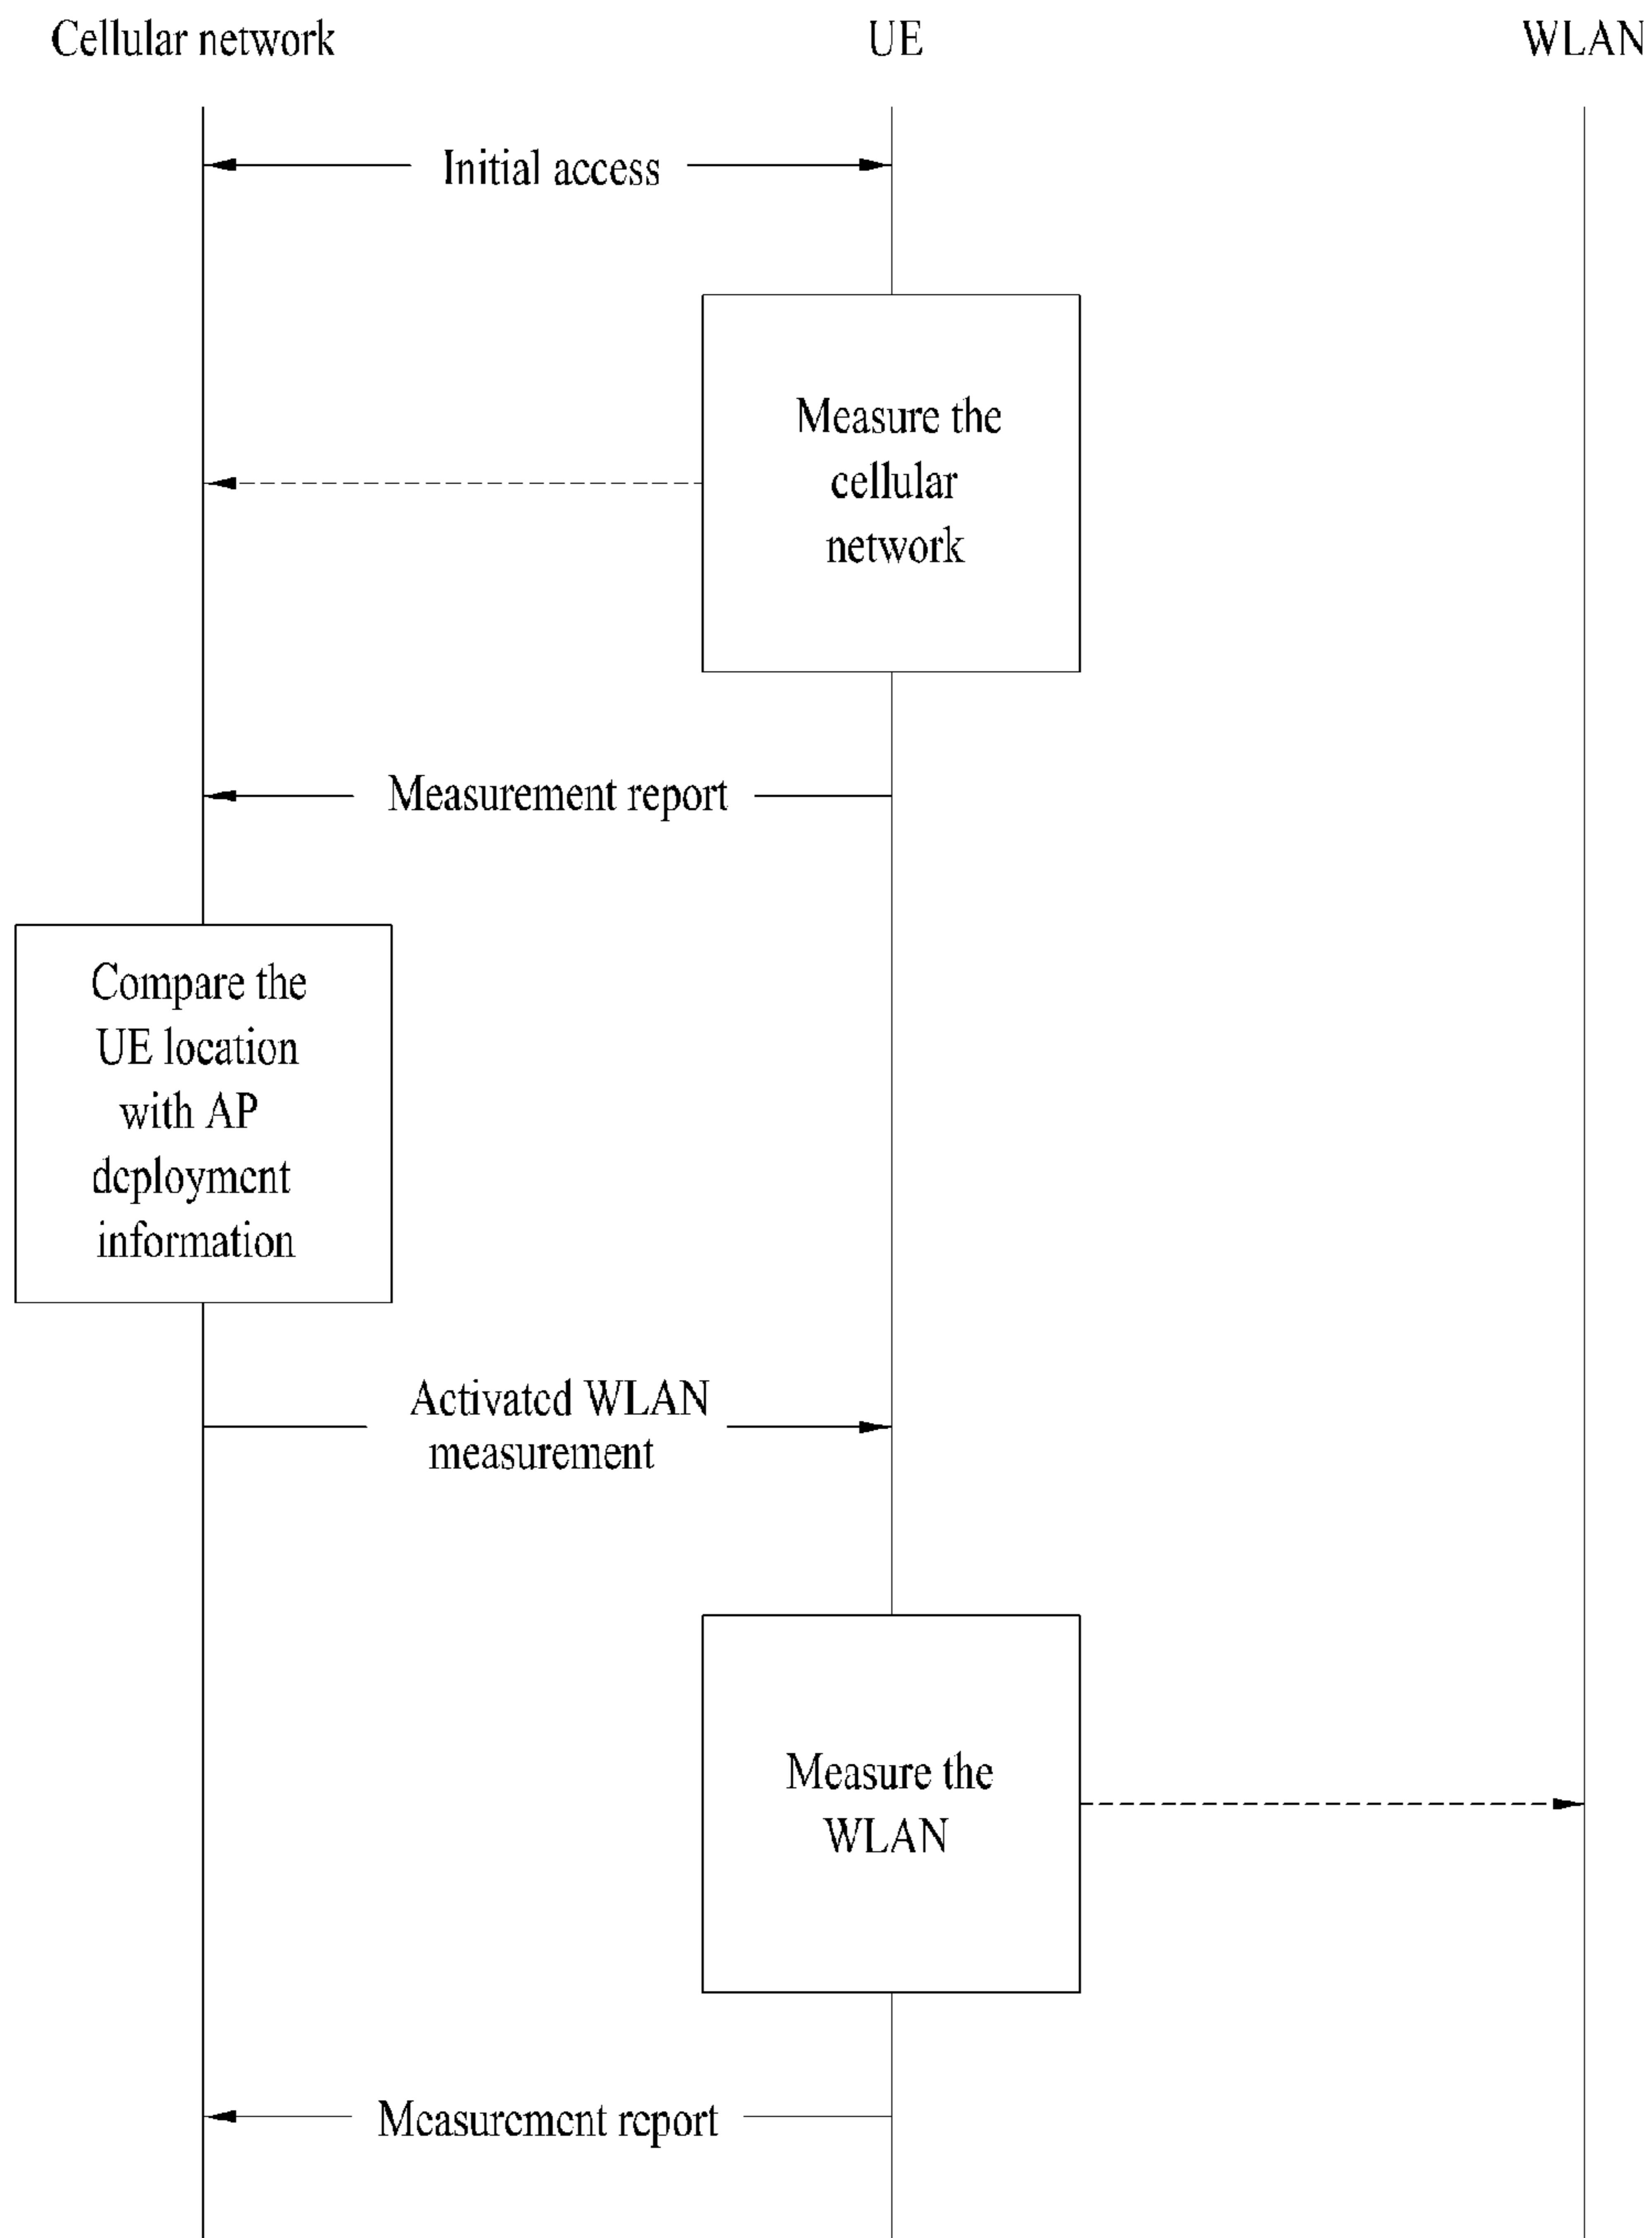 Cellular network UE WLAN
Initial access
Measure the
cellular
network
Measurement report
Compare the
UE location
with AP
deployment
information
Activated WLAN
measurement
Measure the
WLAN
Measurement report